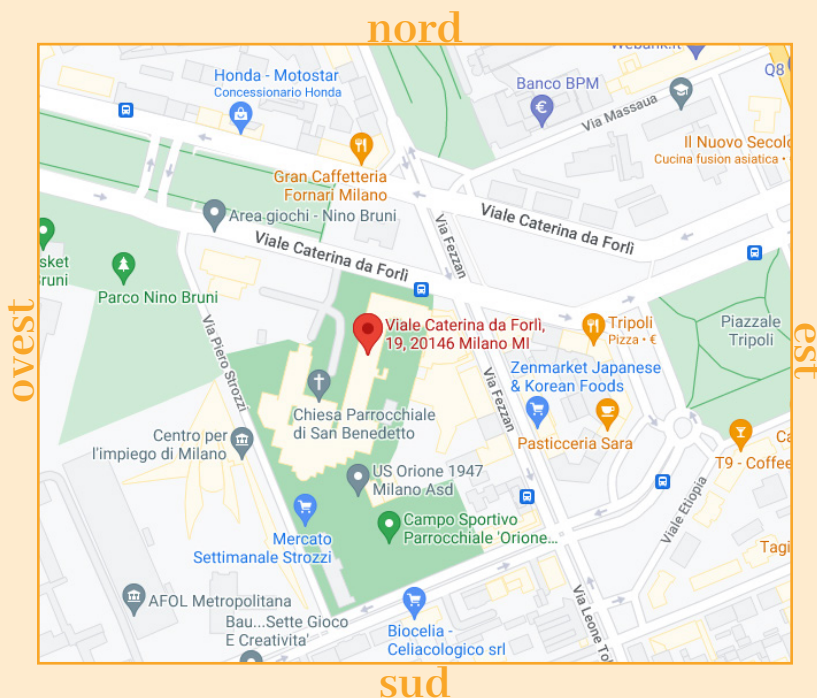 nord
Webank.it
Honda - Motostar
Concessionario Honda
Banco BPM
Q8
Via Massaua
Il Nuovo Secolo
Cucina fusion asiatica •
Gran Caffetteria
Fornari Milano
Area giochi - Nino Bruni
Viale Caterina da Forlì
Via Fezzan
Viale Caterina da Forlì
Bruni
Parco Nino Bruni
ovest
est
Via Piero Strozzi
Viale Caterina da Forlì,
19, 20146 Milano MI
Tripoli
Pizza • €
Piazzale
Tripoli
Zenmarket Japanese
& Korean Foods
Via Fezzan
Chiesa Parrocchiale
di San Benedetto
Pasticceria Sara
Centro per
l'impiego di Milano
T9 - Coffee
US Orione 1947
Milano Asd
Viale Etiopia
Campo Sportivo
Parrocchiale 'Orione...
Mercato
Settimanale Strozzi
AFOL Metropolitana
Bau...Sette Gioco
E Creatività'
Biocelia -
Celiacologico srl
Via Leone
sud